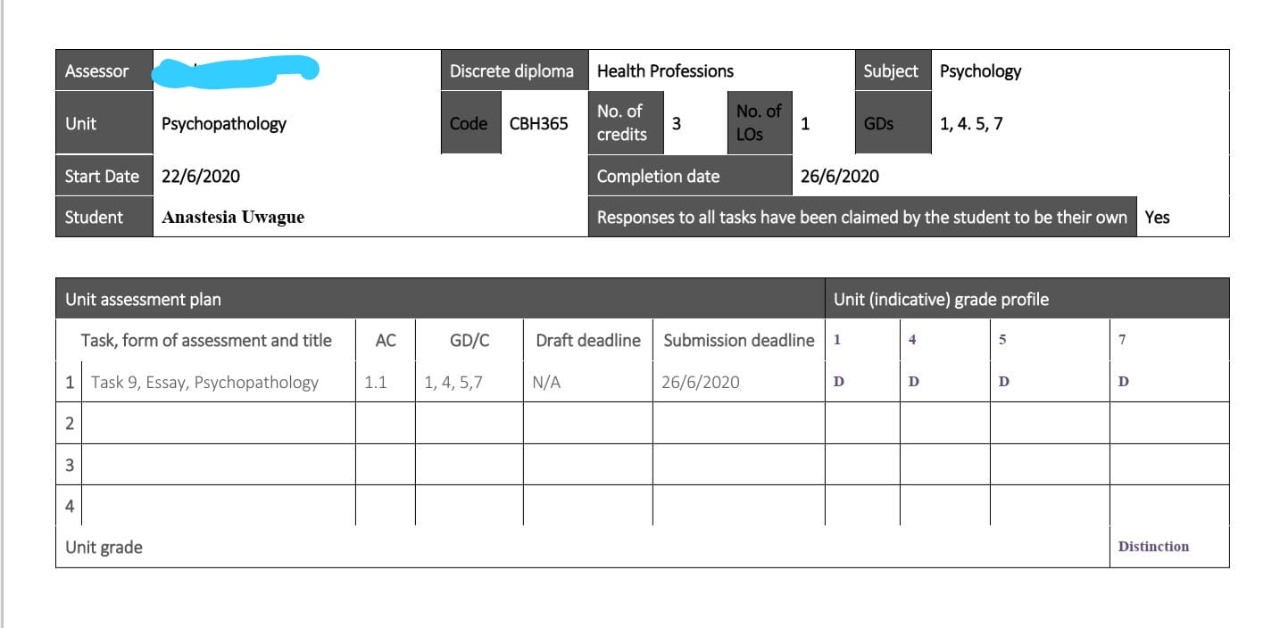 Assessor Discrete diploma Health Professions Subject Psychology
Unit Psychopathology Code CBH365 No. of credits 3 No. of LOs 1 GDs 1, 4. 5, 7
Start Date 22/6/2020 Completion date 26/6/2020
Student Anastesia Uwague Responses to all tasks have been claimed by the student to be their own Yes
Unit assessment plan Unit (indicative) grade profile
Task, form of assessment and title AC GD/C Draft deadline Submission deadline 1 4 5 7
1 Task 9, Essay, Psychopathology 1.1 1, 4, 5,7 N/A 26/6/2020 D D D D
2
3
4
Unit grade Distinction